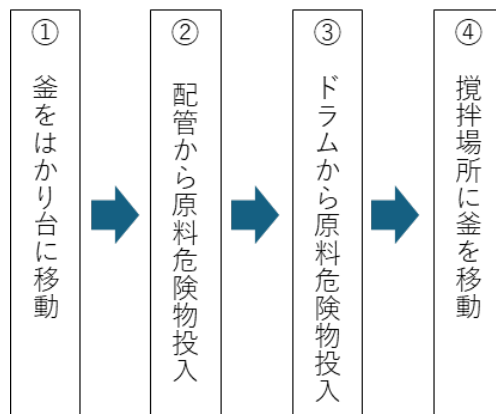 ①
釜をはかり台に移動
②
配管から原料危険物投入
③
ドラムから原料危険物投入
④
撹拌場所に釜を移動